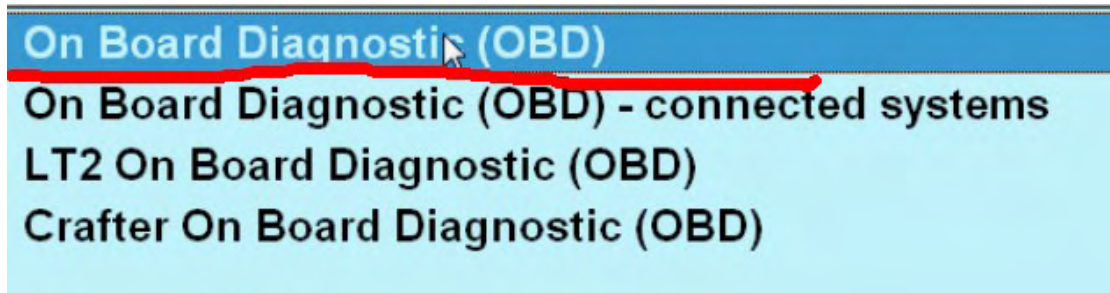 On Board Diagnostic (OBD)
On Board Diagnostic (OBD) - connected systems
LT2 On Board Diagnostic (OBD)
Crafter On Board Diagnostic (OBD)